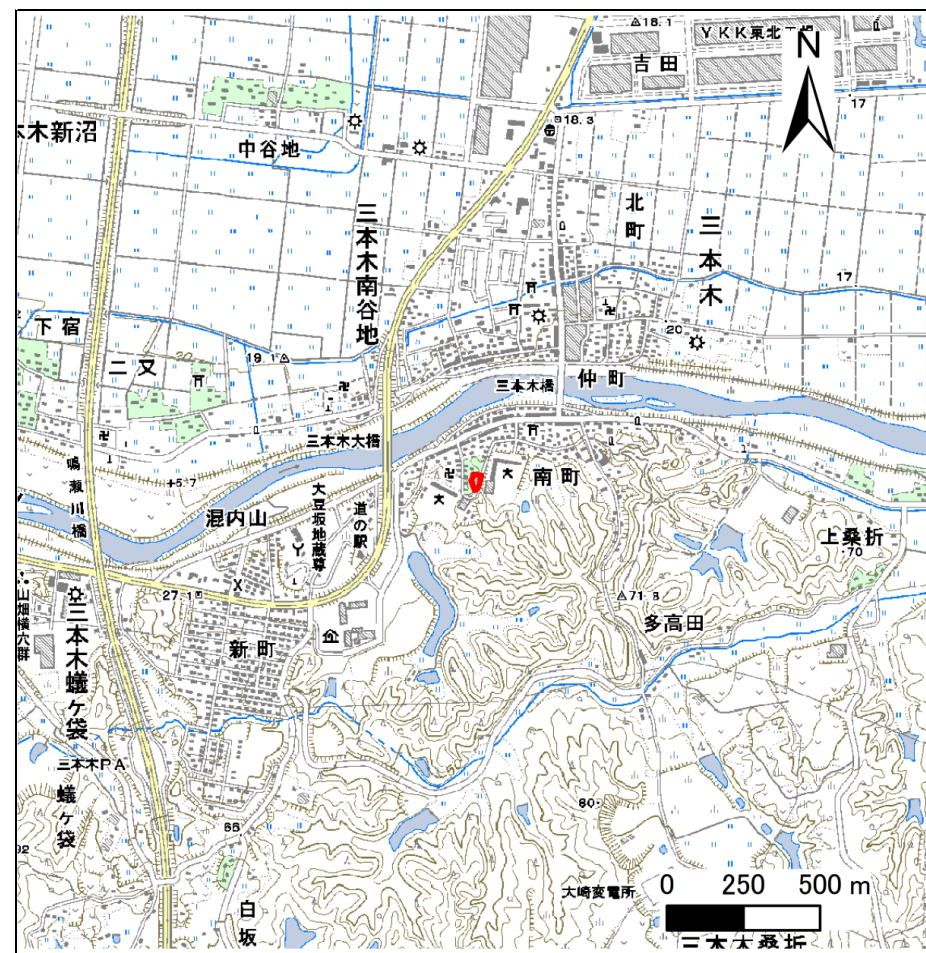 18.1
YKK東北工場
吉田
N
17
18.3
木新沼
中谷地
北町
三本木
三本木南谷地
17
下宿
二又
20
19.1
20
仲町
三本木橋
三本木大橋
鳴瀬川橋
5.7
南町
混内山
大豆坂地蔵尊
道の駅
上桑折
70
27.1
山畑横穴群
三本木蟻ヶ袋
新町
多高田
三本木PA
蟻ヶ袋
66
80
92
大崎変電所
白坂
0 250 500 m
三本木桑折